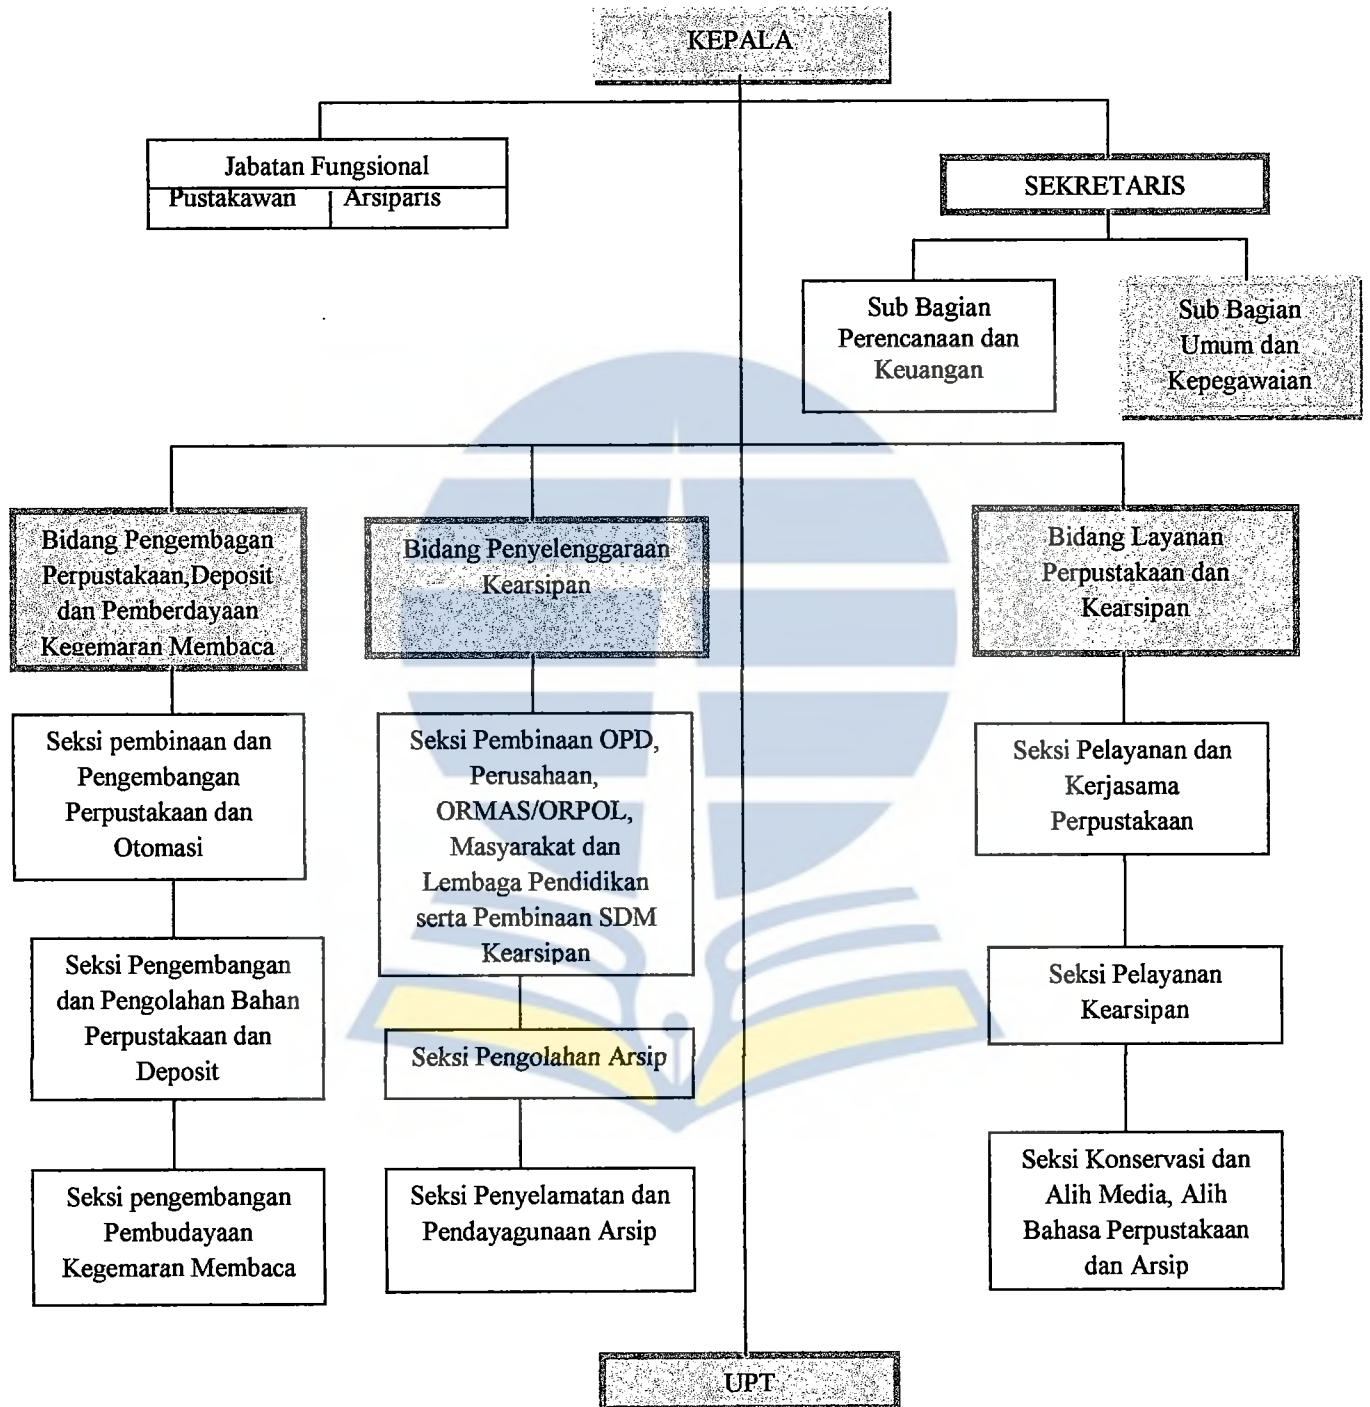 KEPALA
Jabatan Fungsional
Pustakawan
Arsiparis
SEKRETARIS
Sub Bagian
Perencanaan dan
Keuangan
Sub Bagian
Umum dan
Kepegawaian
Bidang Pengembagan
Perpustakaan,Deposit
dan Pemberdayaan
Kegemaran Membaca
Seksi pembinaan dan
Pengembangan
Perpustakaan dan
Otomasi
Seksi Pengembangan
dan Pengolahan Bahan
Perpustakaan dan
Deposit
Seksi pengembangan
Pembudayaan
Kegemaran Membaca
Bidang Penyelenggaraan
Kearsipan
Seksi Pembinaan OPD,
Perusahaan,
ORMAS/ORPOL,
Masyarakat dan
Lembaga Pendidikan
serta Pembinaan SDM
Kearsipan
Seksi Pengolahan Arsip
Seksi Penyelamatan dan
Pendayagunaan Arsip
Bidang Layanan
Perpustakaan dan
Kearsipan
Seksi Pelayanan dan
Kerjasama
Perpustakaan
Seksi Pelayanan
Kearsipan
Seksi Konservasi dan
Alih Media, Alih
Bahasa Perpustakaan
dan Arsip
UPT